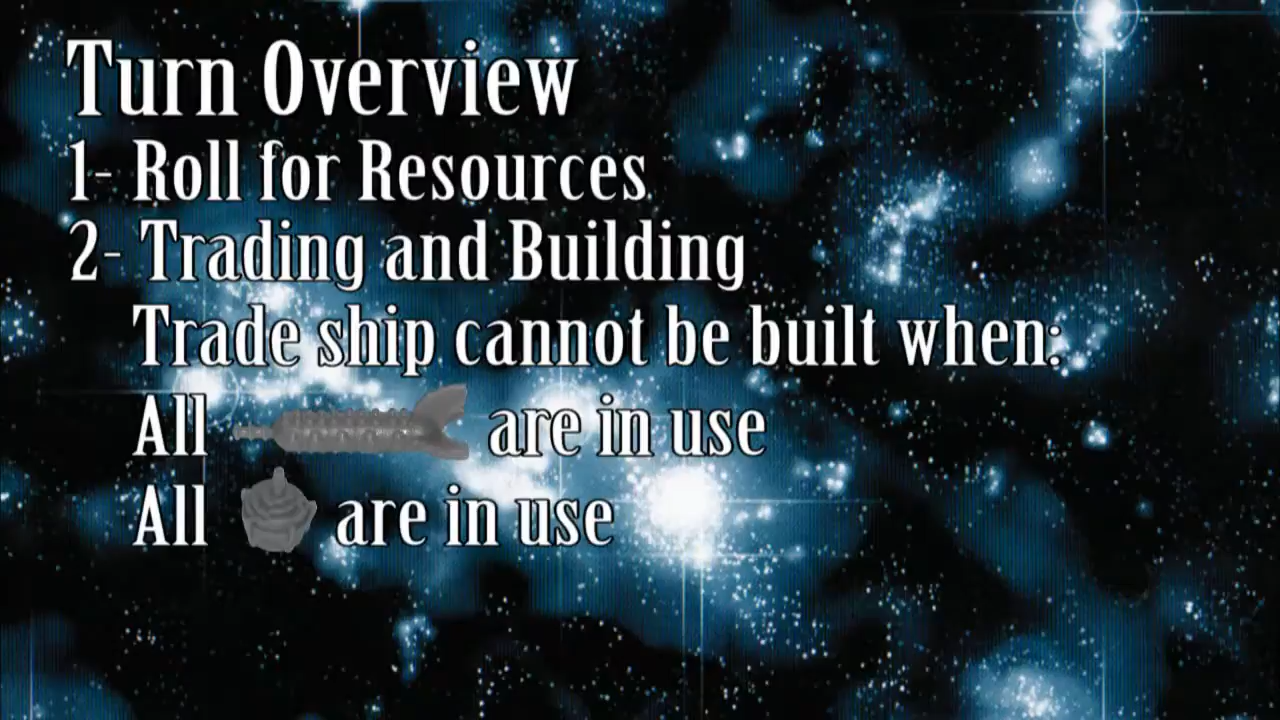 Turn Overview
1- Roll for Resources
2- Trading and Building
Trade ship cannot be built when:
All are in use
All are in use